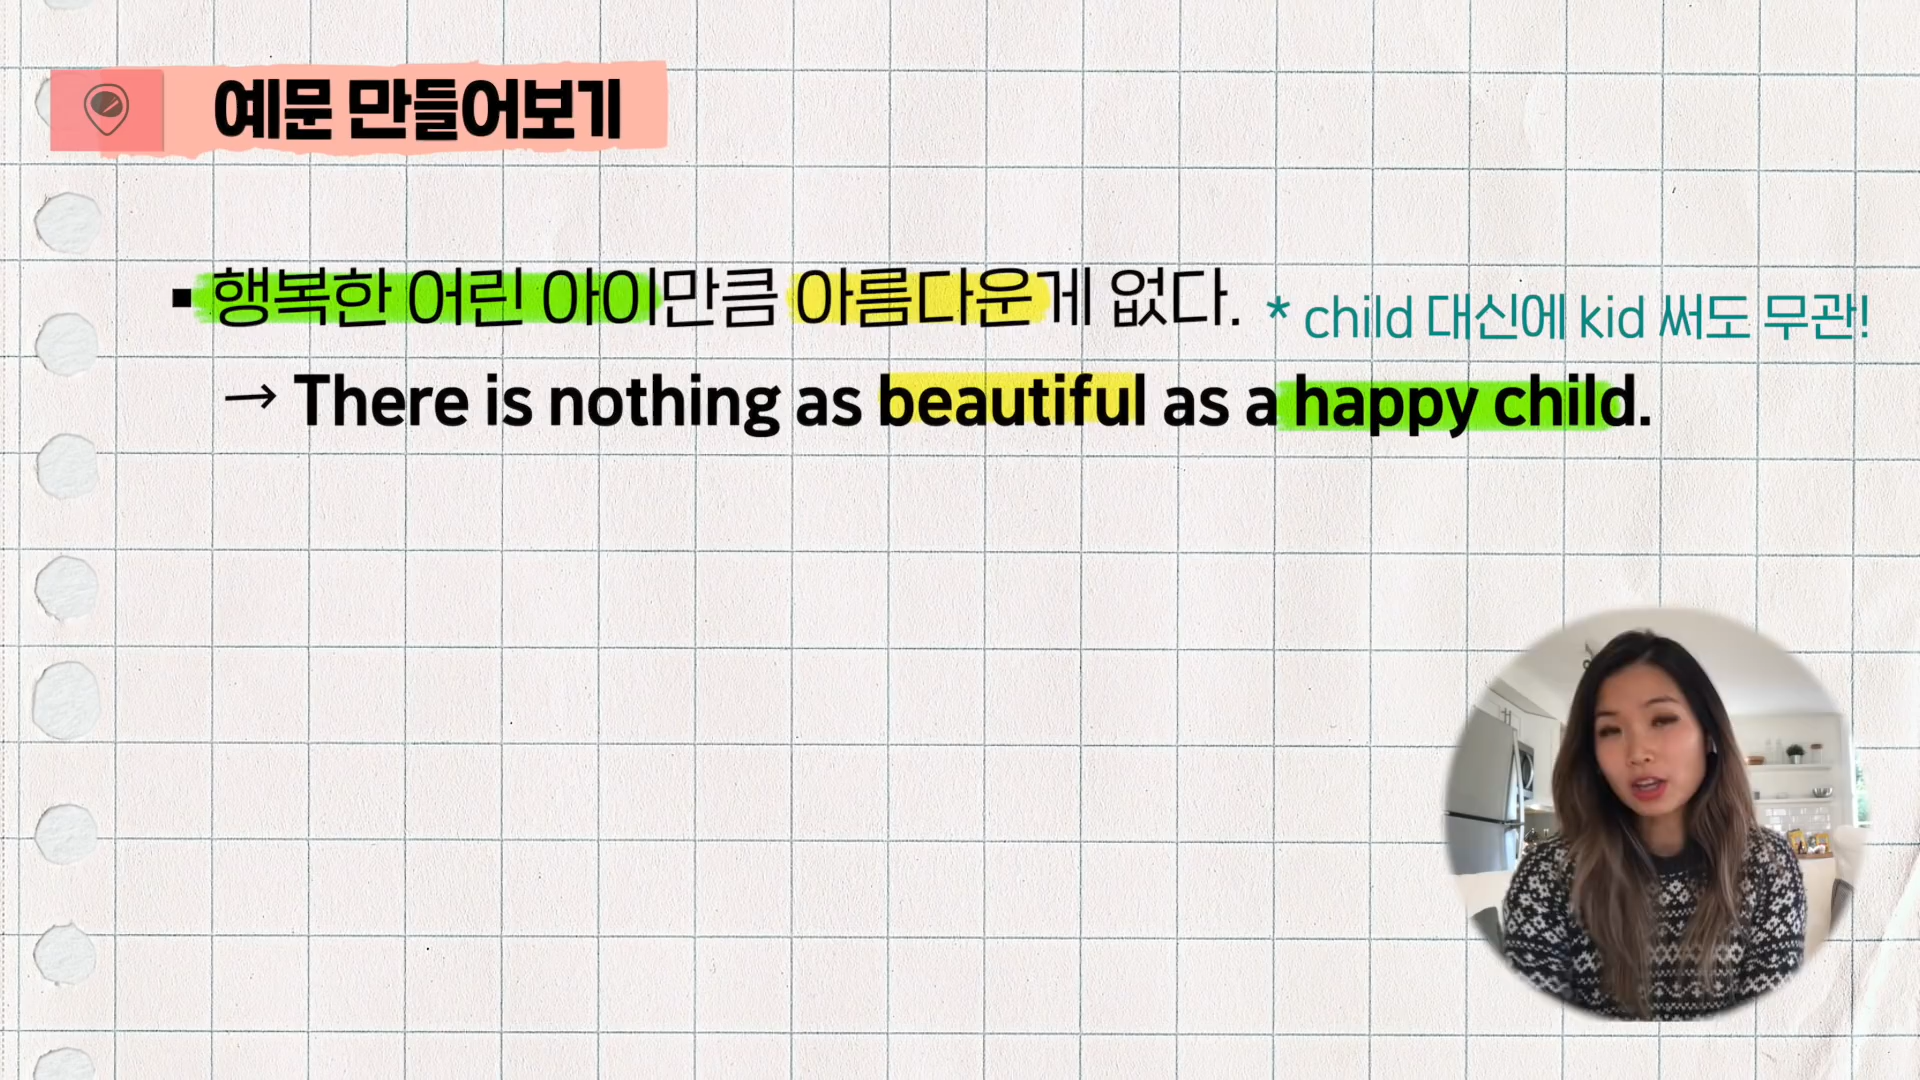 예문 만들어보기
▪ 행복한 어린 아이만큼 아름다운게 없다. * child 대신에 kid 써도 무관!
→ There is nothing as beautiful as a happy child.